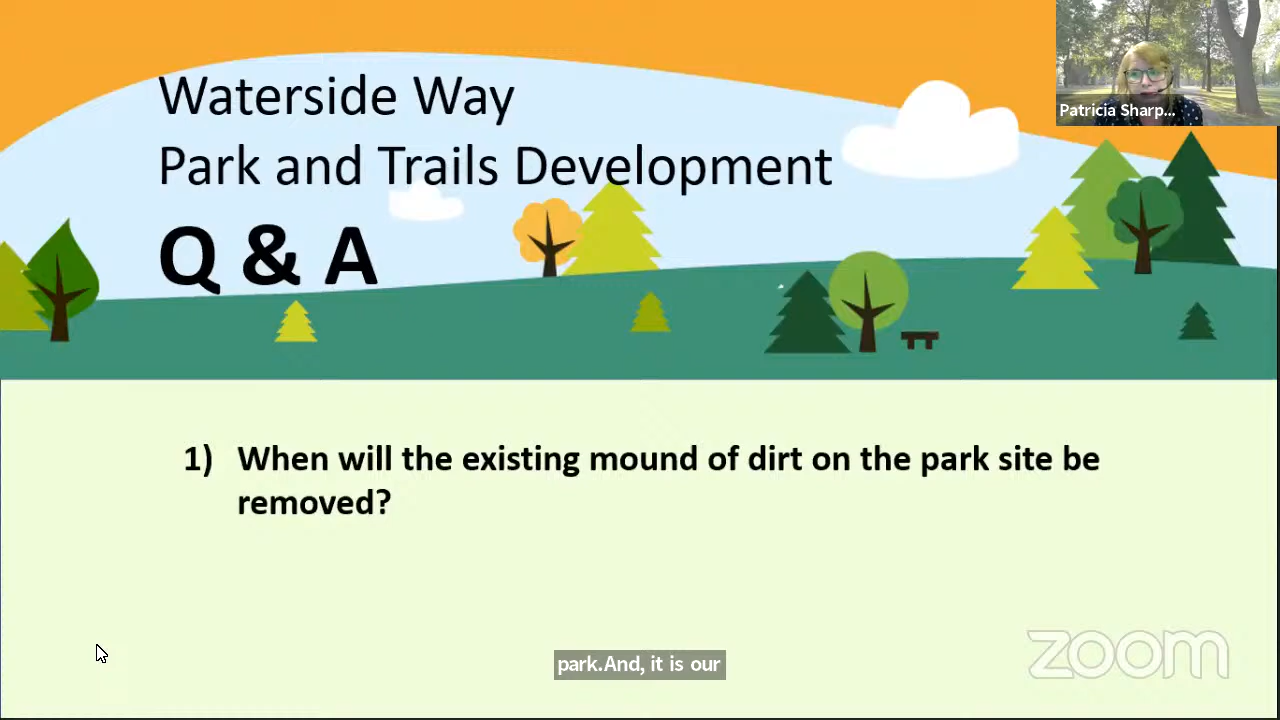 Waterside Way
Park and Trails Development
Q & A
Patricia Sharp...
1) When will the existing mound of dirt on the park site be
removed?
park.And, it is our
zoom